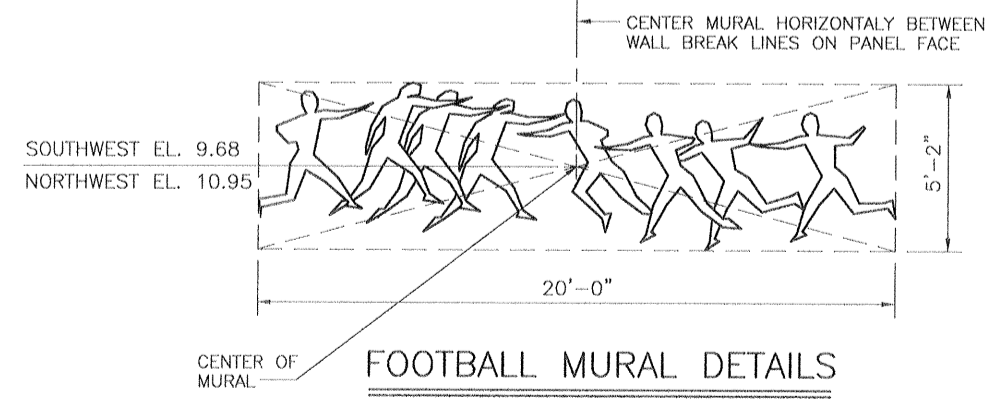 CENTER MURAL HORIZONTALY BETWEEN
WALL BREAK LINES ON PANEL FACE
SOUTHWEST EL. 9.68
NORTHWEST EL. 10.95
5'-2"
20'-0"
CENTER OF
MURAL
FOOTBALL MURAL DETAILS